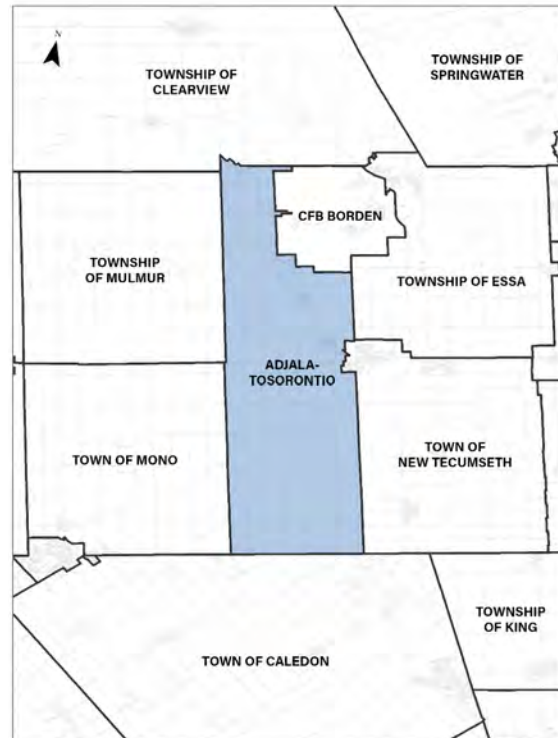 N
TOWNSHIP OF
CLEARVIEW
TOWNSHIP OF
SPRINGWATER
CFB BORDEN
TOWNSHIP
OF MULMUR
TOWNSHIP OF ESSA
ADJALA-
TOSORONTIO
TOWN OF MONO
TOWN OF
NEW TECUMSETH
TOWNSHIP
OF KING
TOWN OF CALEDON